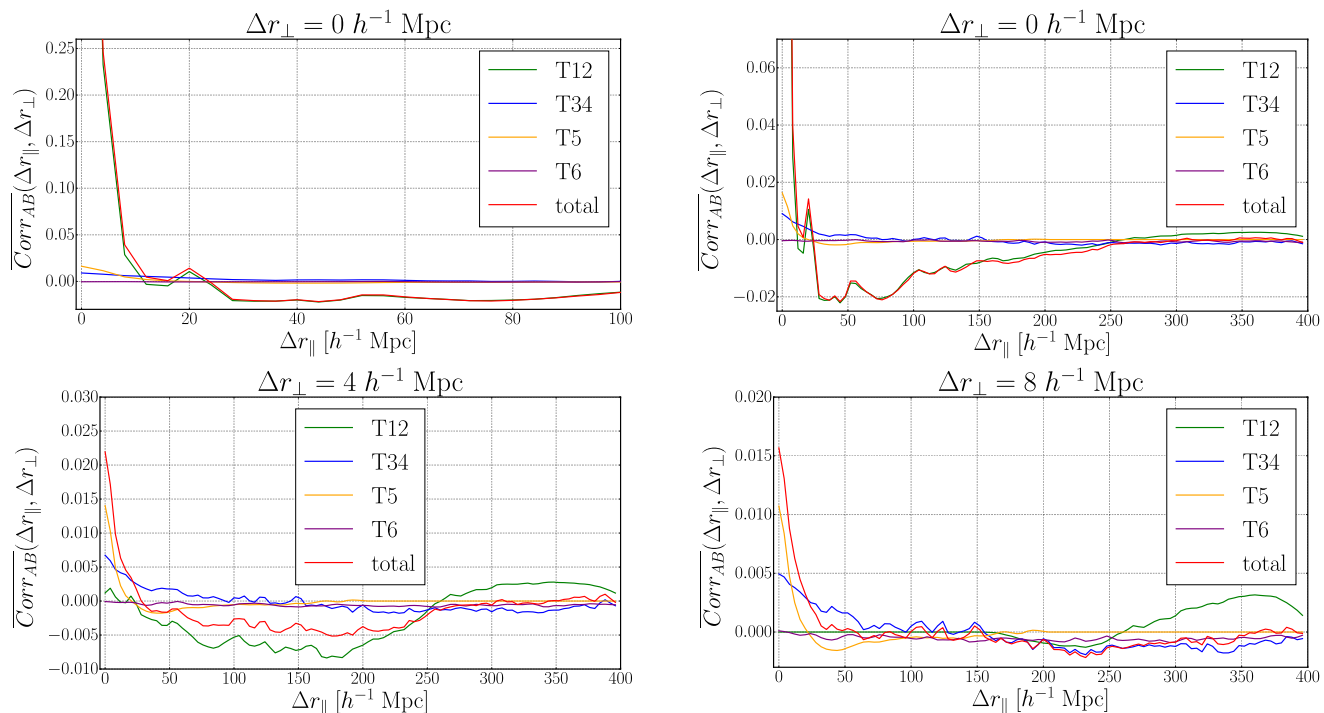 Δr⊥ = 0 h⁻¹ Mpc
0.25
0.20
0.15
0.10
0.05
0.00
0 20 40 60 80 100
Corr_AB(Δr∥, Δr⊥)
Δr∥ [h⁻¹ Mpc]
T12
T34
T5
T6
total
Δr⊥ = 0 h⁻¹ Mpc
0.06
0.04
0.02
0.00
−0.02
0 50 100 150 200 250 300 350 400
Corr_AB(Δr∥, Δr⊥)
Δr∥ [h⁻¹ Mpc]
T12
T34
T5
T6
total
Δr⊥ = 4 h⁻¹ Mpc
0.030
0.025
0.020
0.015
0.010
0.005
0.000
−0.005
−0.010
0 50 100 150 200 250 300 350 400
Corr_AB(Δr∥, Δr⊥)
Δr∥ [h⁻¹ Mpc]
T12
T34
T5
T6
total
Δr⊥ = 8 h⁻¹ Mpc
0.020
0.015
0.010
0.005
0.000
0 50 100 150 200 250 300 350 400
Corr_AB(Δr∥, Δr⊥)
Δr∥ [h⁻¹ Mpc]
T12
T34
T5
T6
total